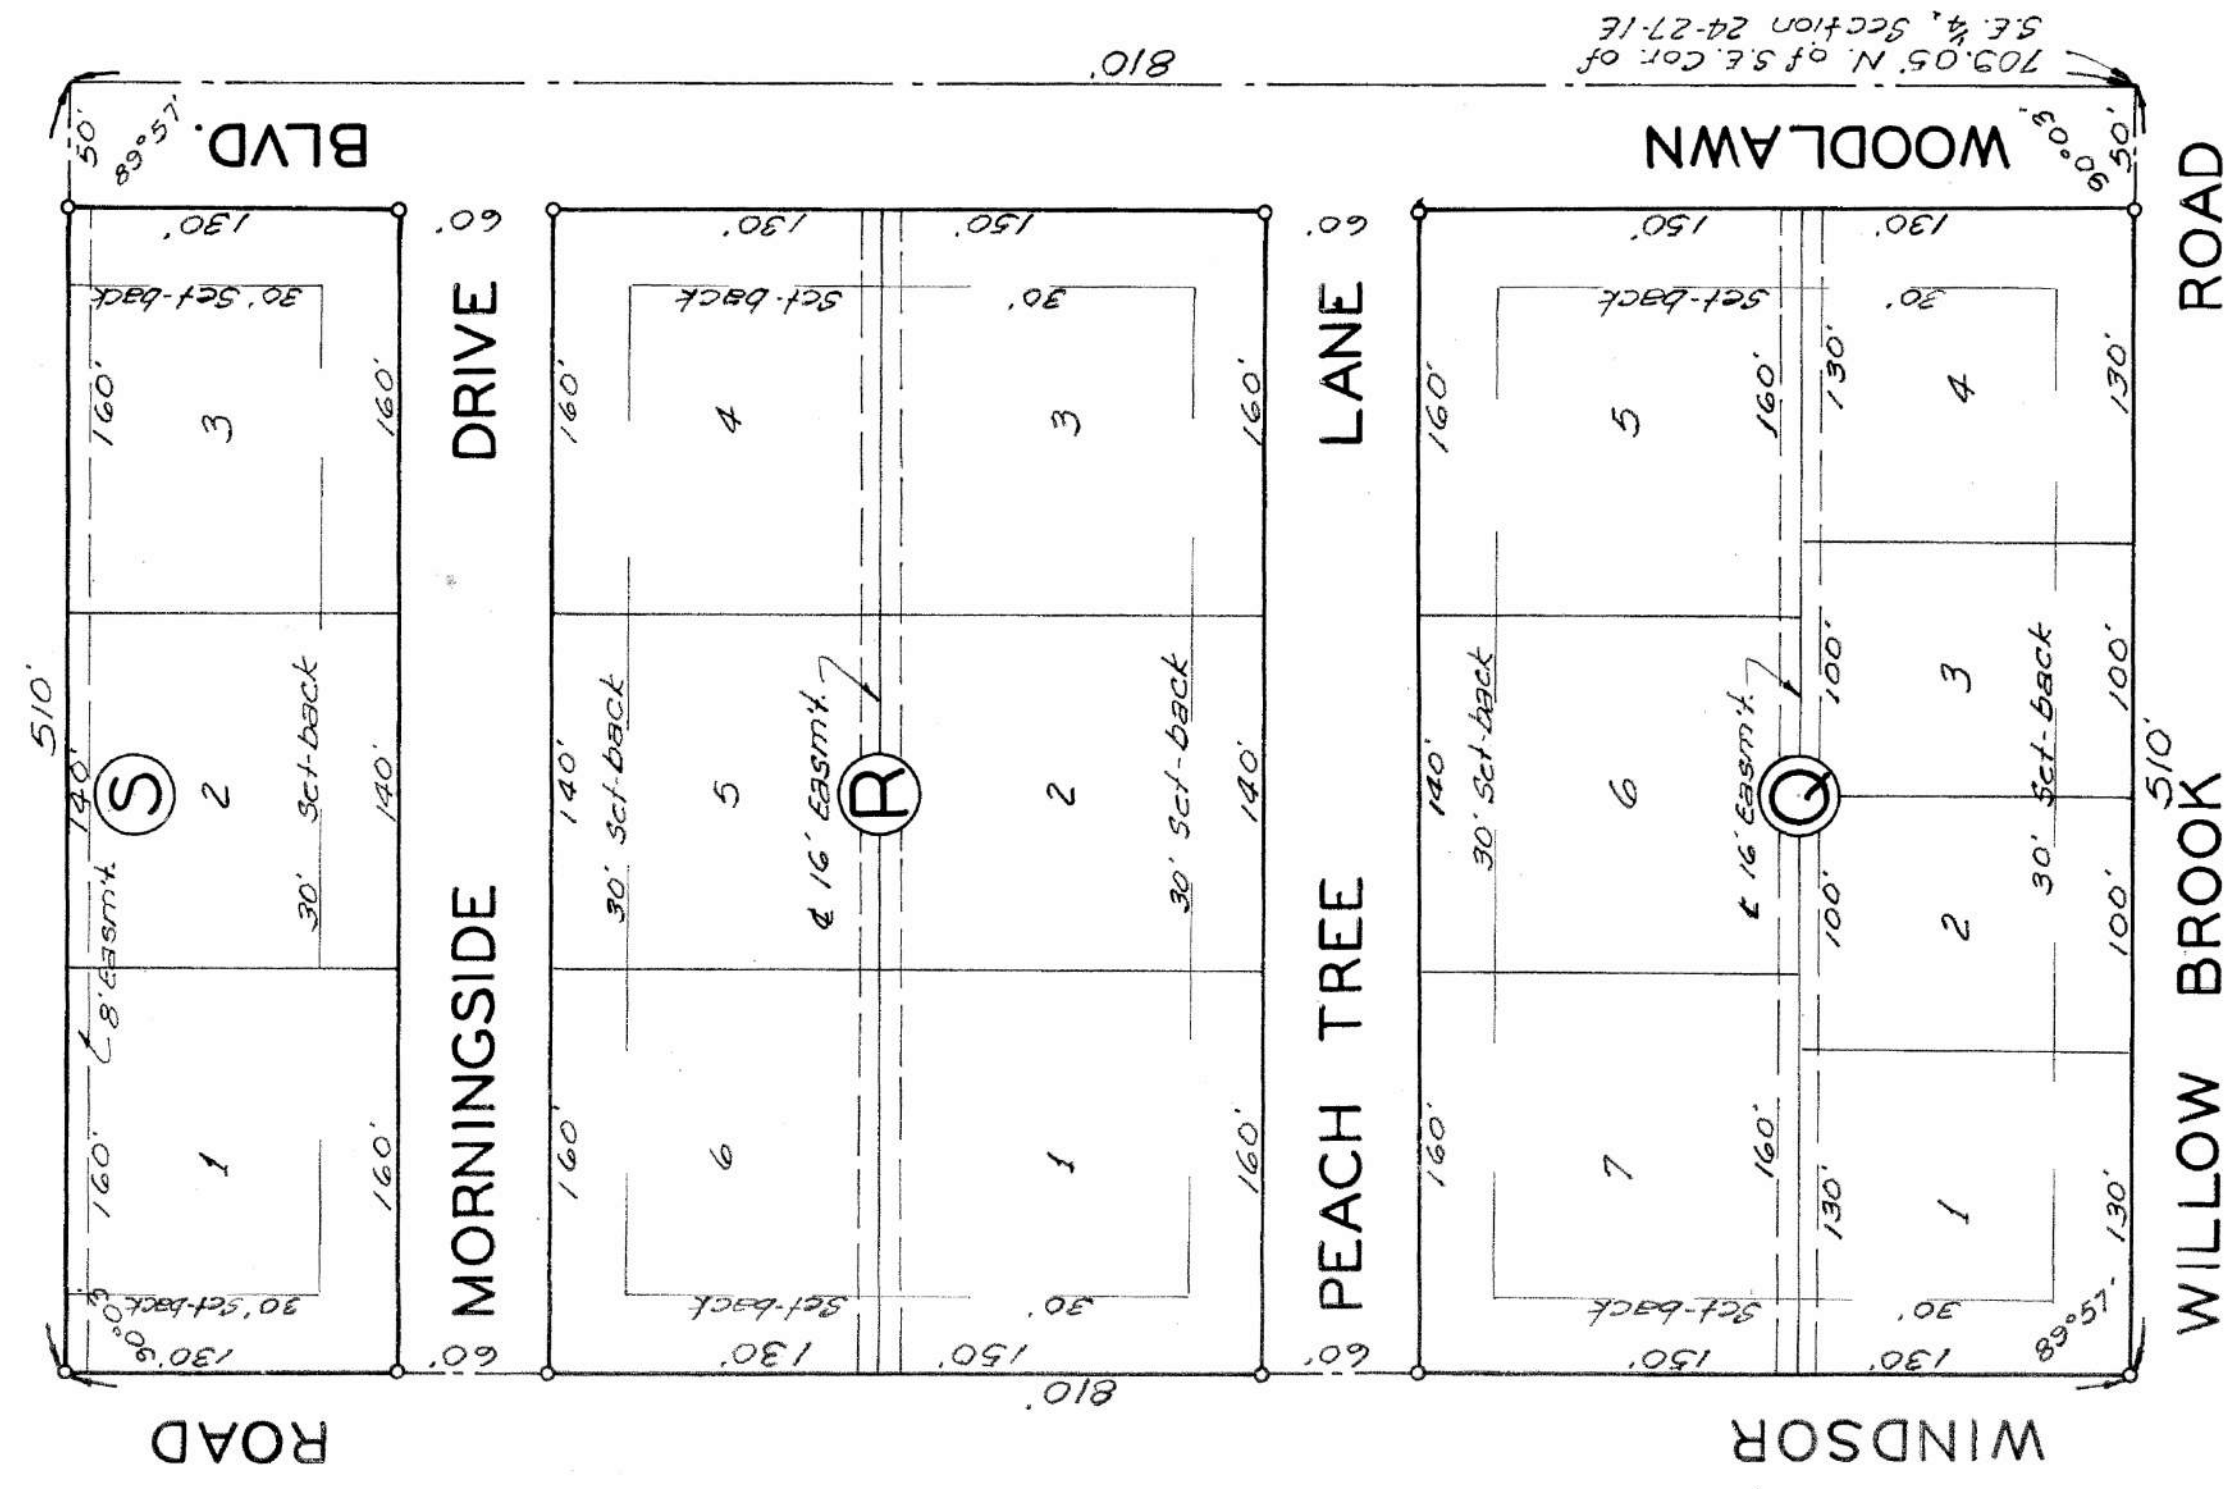 709.05' N. of S.E. Cor. of
S.E. ¼, Section 24-27-1E
810'
WOODLAWN
BLVD.
50'
89°57'
90°03'
50'
510'
130'
30' Set-back
160'
3
160'
140'
S
2
30' Set-back
140'
8' Easm't.
160'
1
160'
30' Set-back
90°03'
130'
60'
MORNINGSIDE DRIVE
60'
130'
150'
Set-back
30'
160'
4
3
160'
140'
30' Set-back
5
℄ 16' Easm't.
R
2
30' Set-back
140'
160'
6
1
160'
Set-back
30'
130'
150'
810'
60'
PEACH TREE LANE
60'
150'
130'
Set-back
30'
160'
5
160'
130'
4
130'
140'
30' Set-back
6
℄ 16' Easm't.
Q
100'
3
100'
100'
2
100'
30' Set-back
160'
7
160'
130'
1
130'
Set-back
30'
150'
130'
89°57'
510'
WILLOW BROOK ROAD
WINDSOR
ROAD